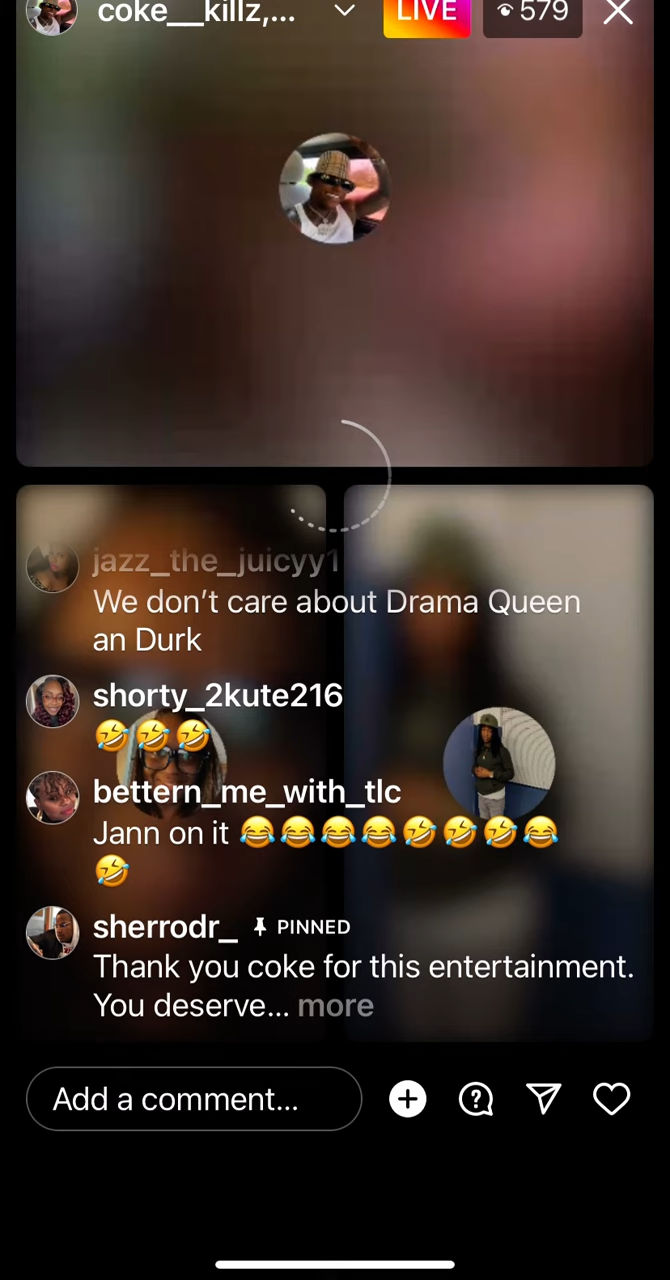 coke__killz,...
LIVE
579
jazz_the_juicyy1
We don’t care about Drama Queen
an Durk
shorty_2kute216
🤣🤣🤣
bettern_me_with_tlc
Jann on it 😂😂😂😂🤣🤣🤣😂
🤣
sherrodr_ PINNED
Thank you coke for this entertainment.
You deserve... more
Add a comment...